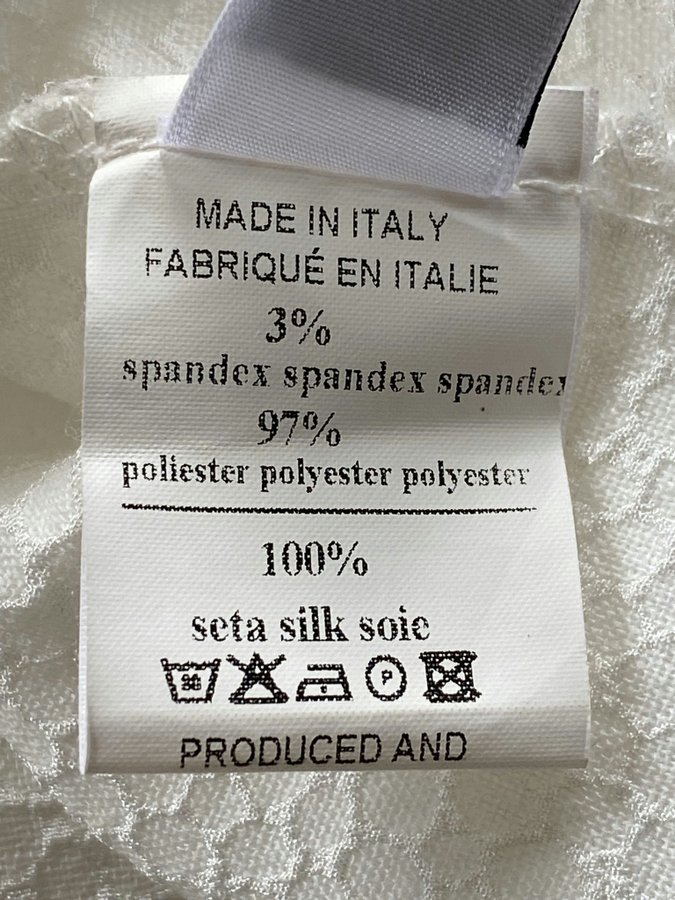 MADE IN ITALY
FABRIQUÉ EN ITALIE
3%
spandex spandex spandex
97%
poliester polyester polyester
100%
seta silk soie
30 P
PRODUCED AND